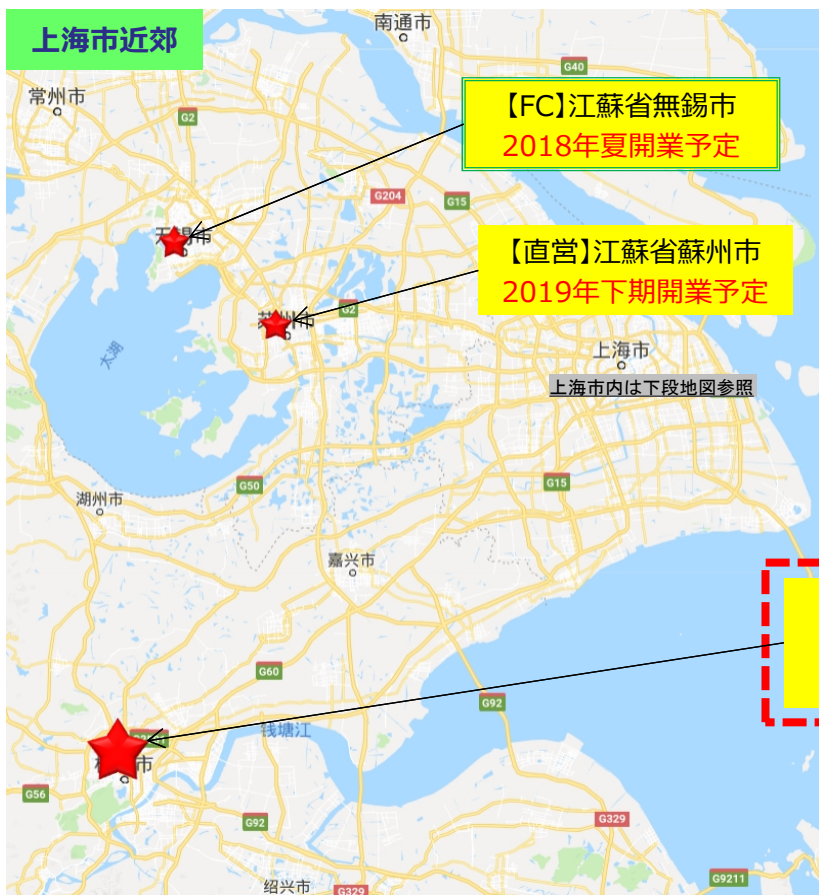 上海市近郊
南通市
G40
常州市
G2
【FC】江蘇省無錫市
2018年夏開業予定
G204
G15
【直営】江蘇省蘇州市
2019年下期開業予定
G2
上海市
太湖
上海市内は下段地図参照
G50
G15
湖州市
嘉兴市
G60
G92
钱塘江
G56
G92
G329
G9211
绍兴市
G329